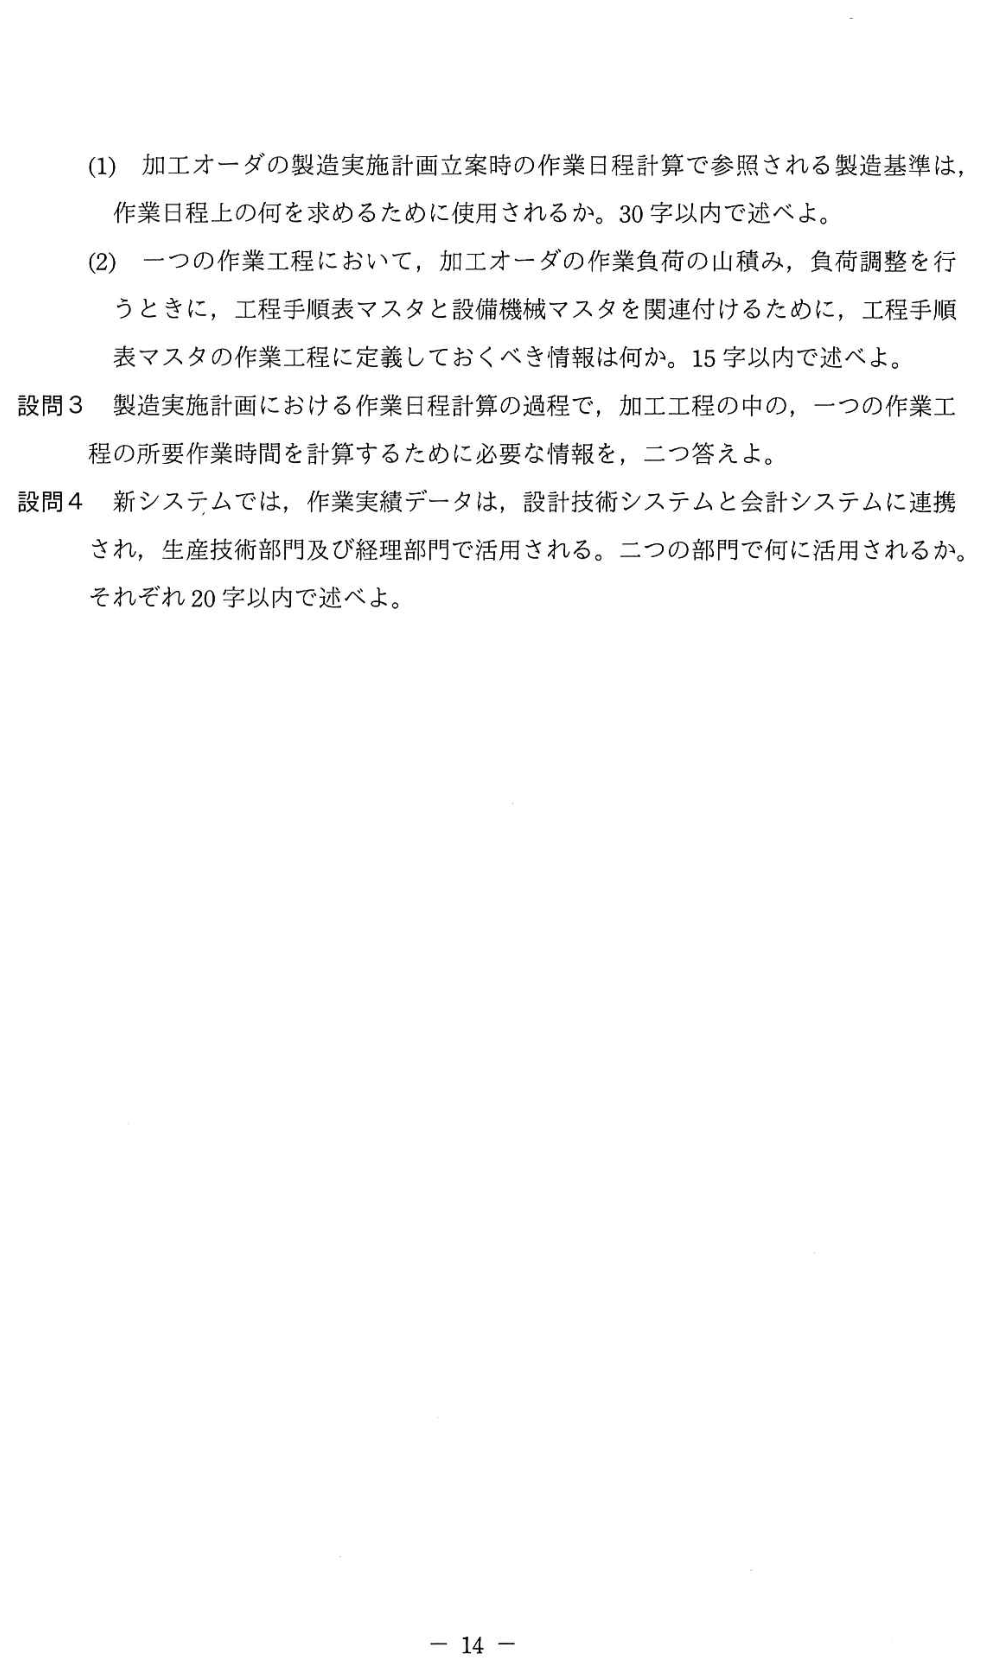 (1) 加工オーダの製造実施計画立案時の作業日程計算で参照される製造基準は，
作業日程上の何を求めるために使用されるか。30 字以内で述べよ。
(2) 一つの作業工程において，加工オーダの作業負荷の山積み，負荷調整を行
うときに，工程手順表マスタと設備機械マスタを関連付けるために，工程手順
表マスタの作業工程に定義しておくべき情報は何か。15 字以内で述べよ。
設問３ 製造実施計画における作業日程計算の過程で，加工工程の中の，一つの作業工
程の所要作業時間を計算するために必要な情報を，二つ答えよ。
設問４ 新システムでは，作業実績データは，設計技術システムと会計システムに連携
され，生産技術部門及び経理部門で活用される。二つの部門で何に活用されるか。
それぞれ 20 字以内で述べよ。
－ 14 －